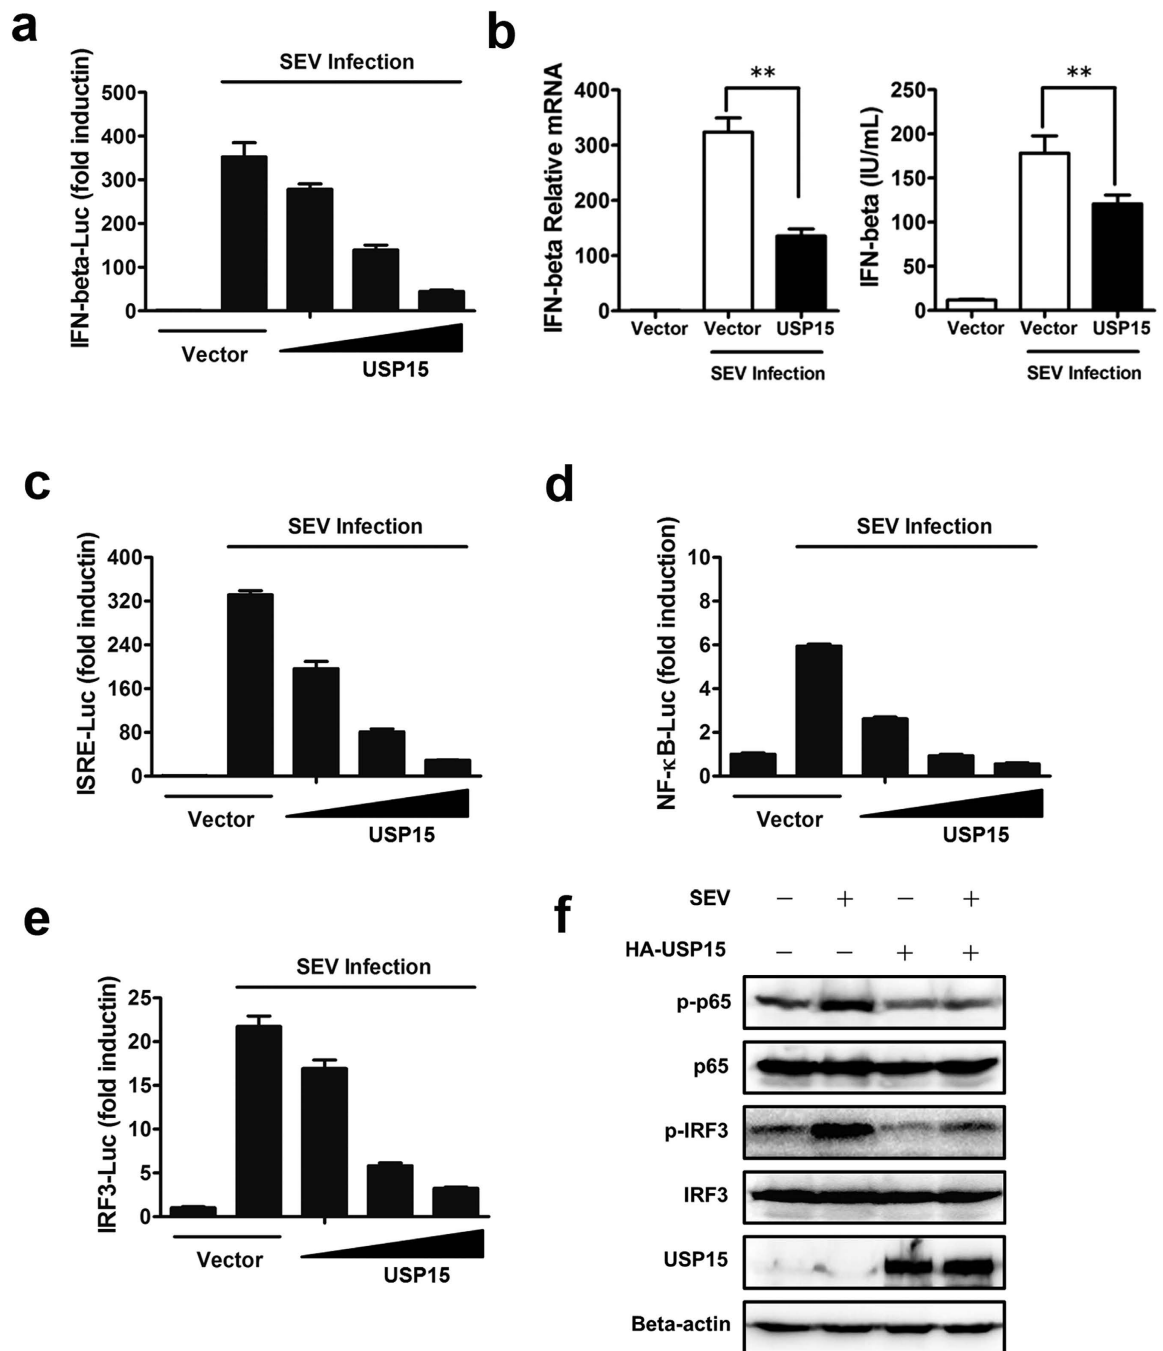 a
SEV Infection
IFN-beta-Luc (fold inductin)
500
400
300
200
100
0
Vector
USP15
b
IFN-beta Relative mRNA
400
300
200
100
0
**
Vector Vector USP15
SEV Infection
IFN-beta (IU/mL)
250
200
150
100
50
0
**
Vector Vector USP15
SEV Infection
c
SEV Infection
ISRE-Luc (fold inductin)
400
320
240
160
80
0
Vector
USP15
d
SEV Infection
NF-κB-Luc (fold induction)
10
8
6
4
2
0
Vector
USP15
e
SEV Infection
IRF3-Luc (fold inductin)
25
20
15
10
5
0
Vector
USP15
f
SEV − + − +
HA-USP15 − − + +
p-p65
p65
p-IRF3
IRF3
USP15
Beta-actin